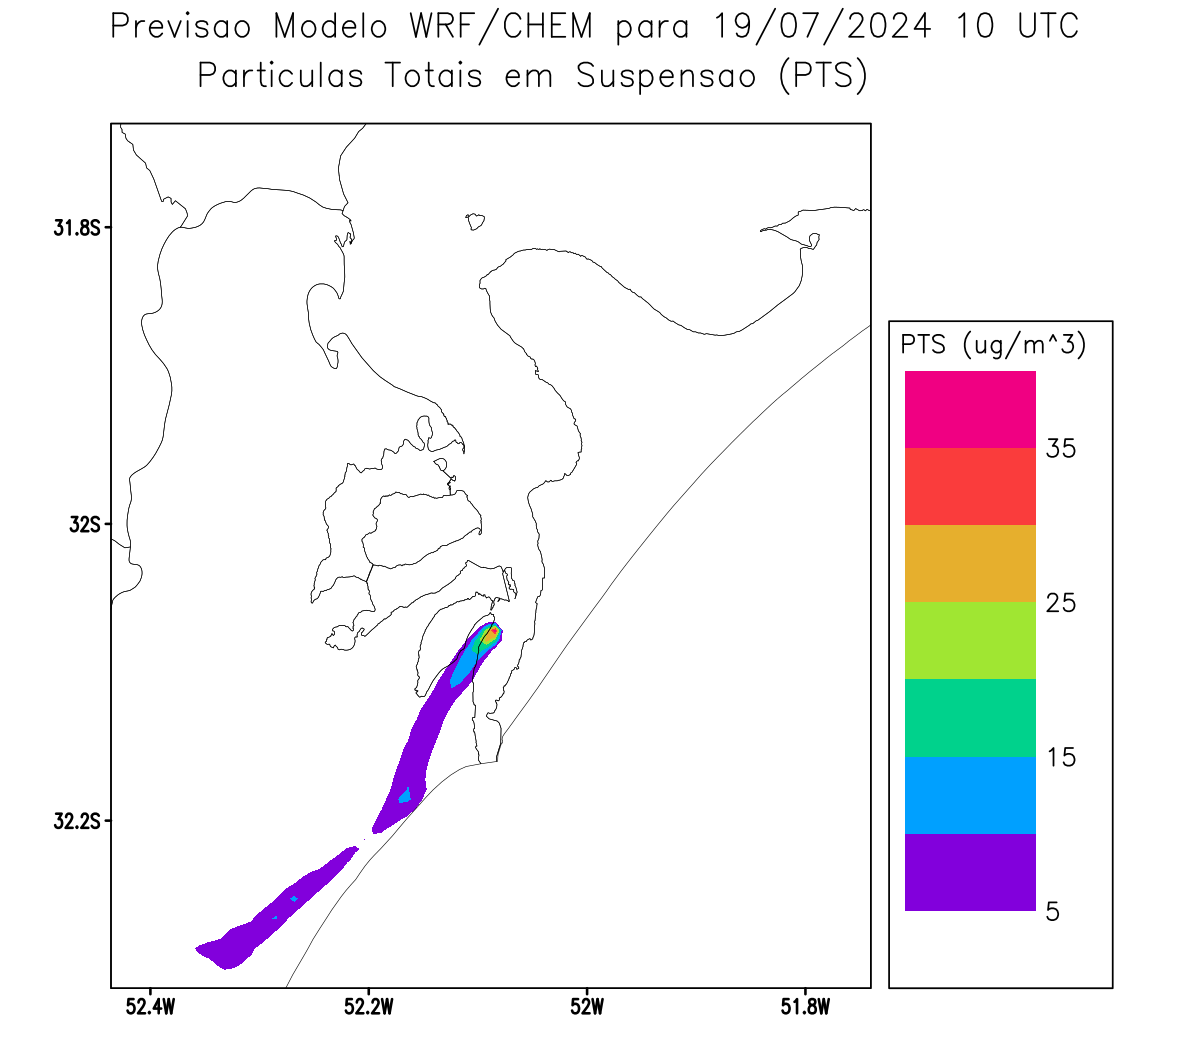 Previsao Modelo WRF/CHEM para 19/07/2024 10 UTC
Particulas Totais em Suspensao (PTS)
31.8S
32S
32.2S
52.4W
52.2W
52W
51.8W
PTS (ug/m^3)
35
25
15
5